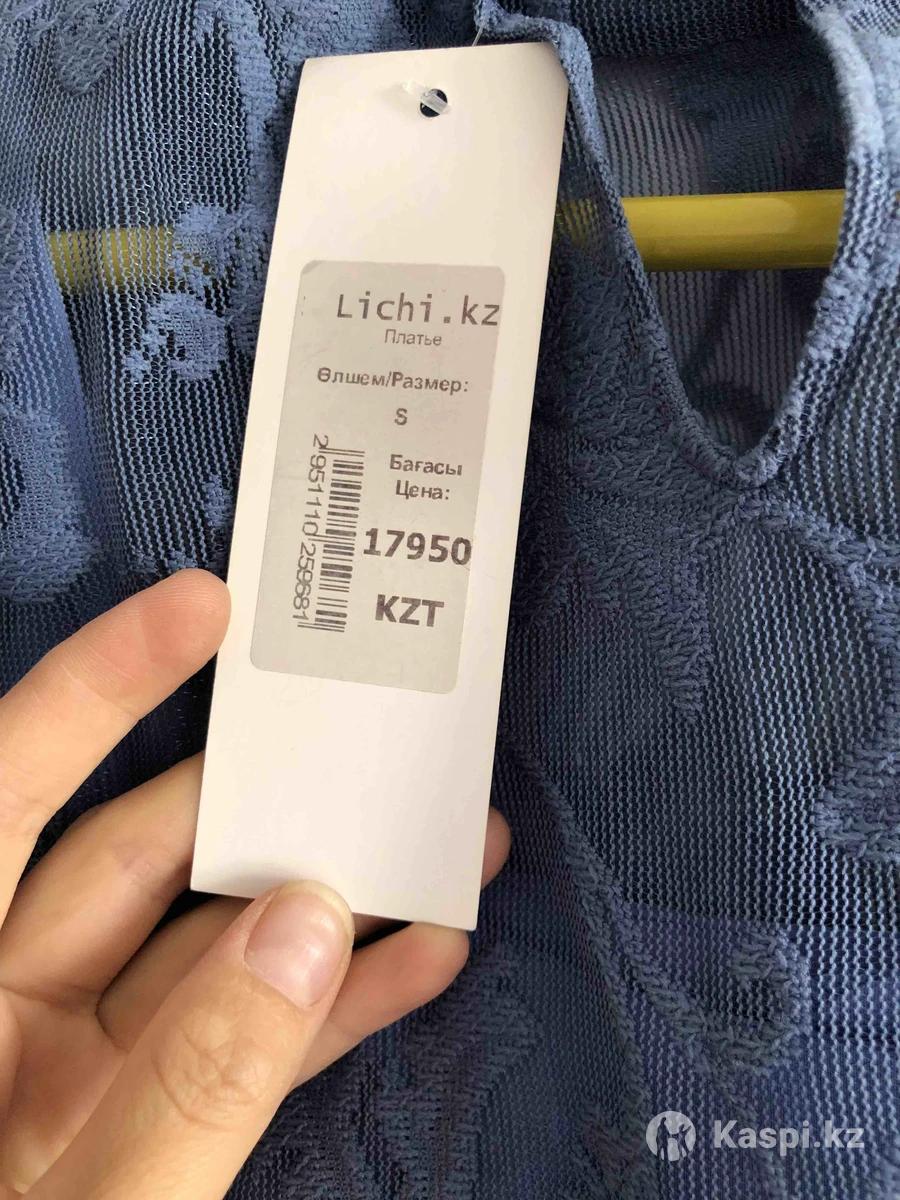 Lichi.kz
Платье
Өлшем/Размер:
S
Бағасы
Цена:
17950
KZT
2951110259681
Kaspi.kz